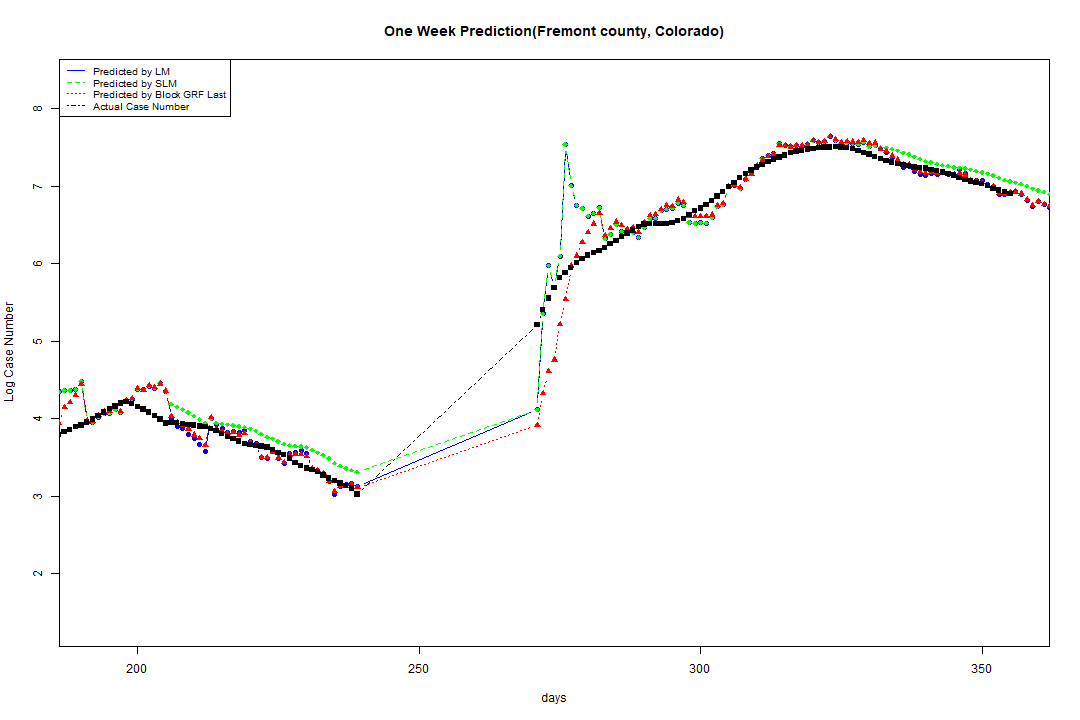 One Week Prediction(Fremont county, Colorado)
Predicted by LM
Predicted by SLM
Predicted by Block GRF Last
Actual Case Number
8
7
6
5
4
3
2
Log Case Number
200 250 300 350
days